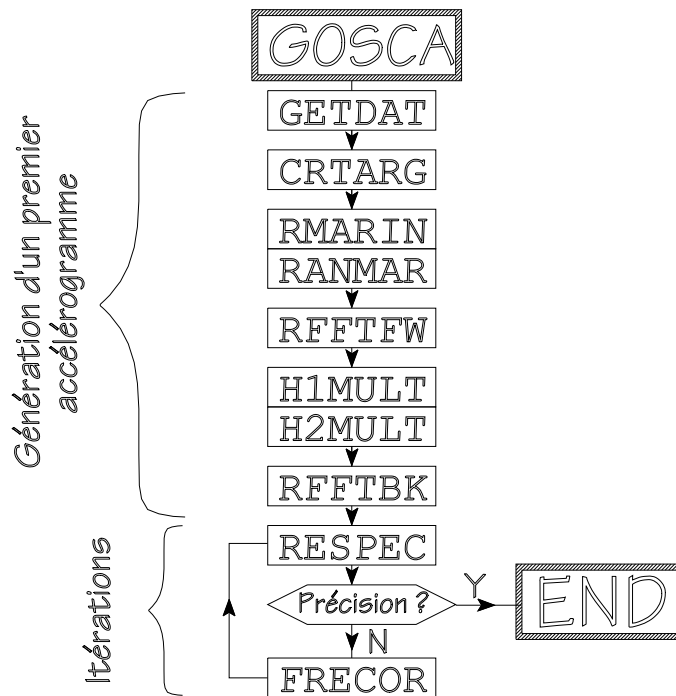 GOSCA
GETDAT
CRTARG
RMARIN
RANMAR
RFFTFW
H1MULT
H2MULT
RFFTBK
Génération d'un premier
accélérogramme
RESPEC
Précision ?
Y
END
N
FRECOR
Itérations